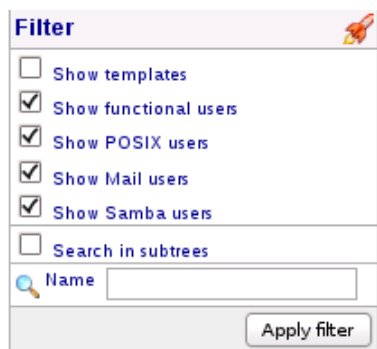 Filter
Show templates
Show functional users
Show POSIX users
Show Mail users
Show Samba users
Search in subtrees
Name
Apply filter